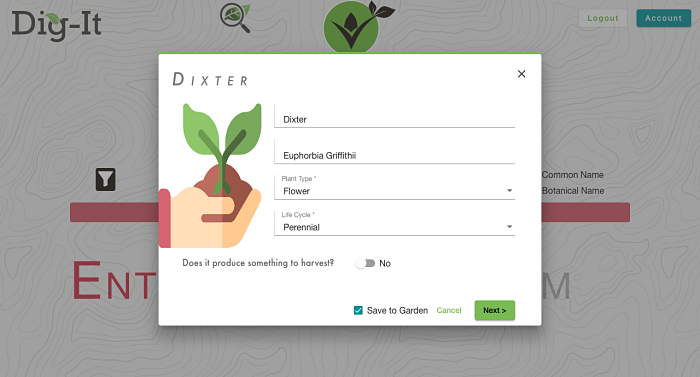 Dig-It
Logout
Account
Dixter
Dixter
Euphorbia Griffithii
Plant Type *
Flower
Life Cycle *
Perennial
Common Name
Botanical Name
Does it produce something to harvest?
No
Save to Garden
Cancel
Next >